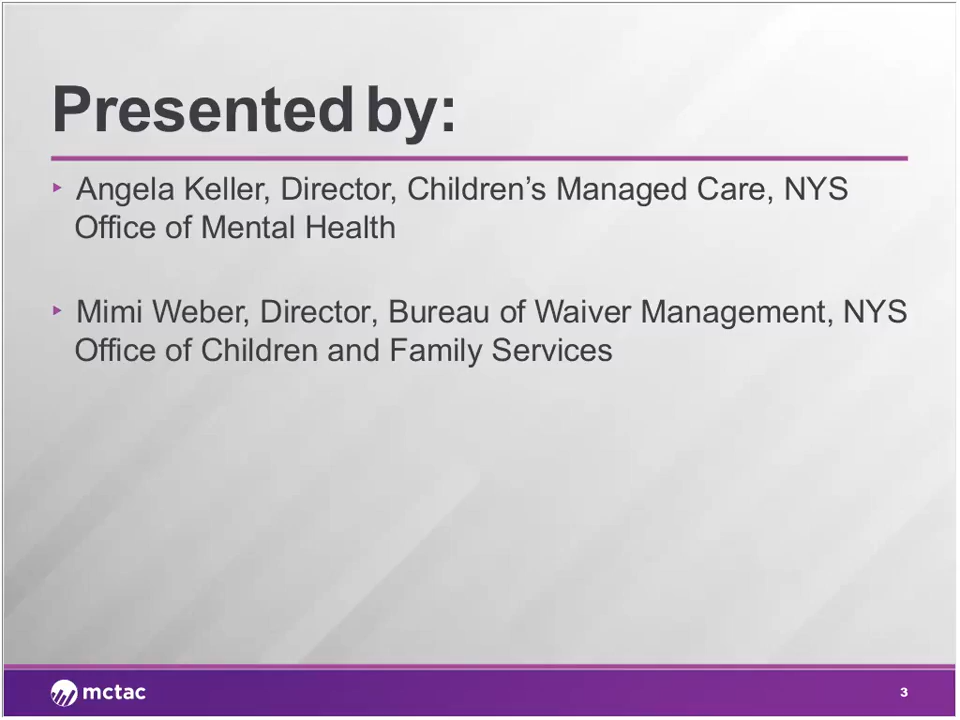 Presented by:
‣ Angela Keller, Director, Children’s Managed Care, NYS
Office of Mental Health
‣ Mimi Weber, Director, Bureau of Waiver Management, NYS
Office of Children and Family Services
mctac
3